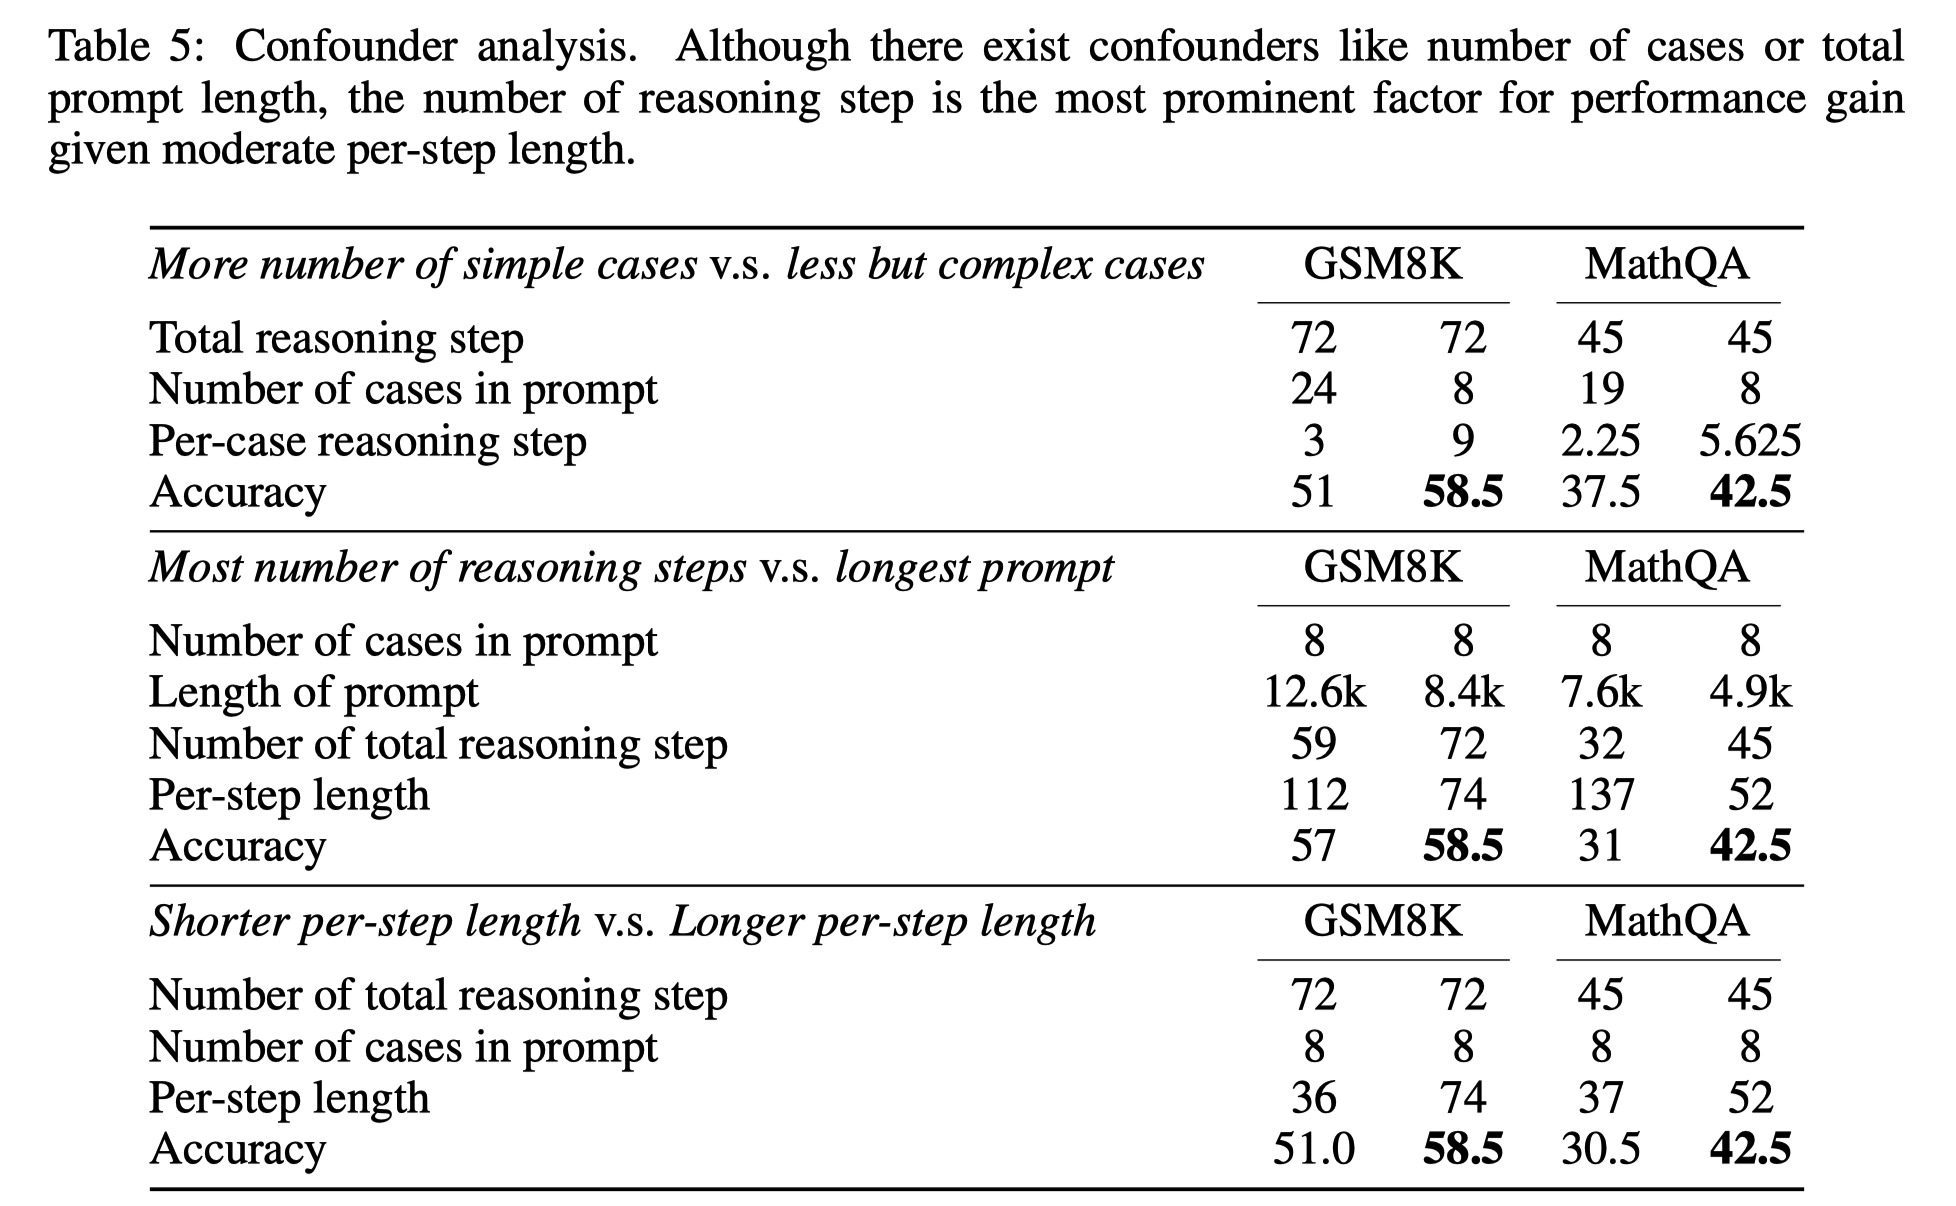 Table 5: Confounder analysis. Although there exist confounders like number of cases or total
prompt length, the number of reasoning step is the most prominent factor for performance gain
given moderate per-step length.
More number of simple cases v.s. less but complex cases GSM8K MathQA
Total reasoning step 72 72 45 45
Number of cases in prompt 24 8 19 8
Per-case reasoning step 3 9 2.25 5.625
Accuracy 51 58.5 37.5 42.5
Most number of reasoning steps v.s. longest prompt GSM8K MathQA
Number of cases in prompt 8 8 8 8
Length of prompt 12.6k 8.4k 7.6k 4.9k
Number of total reasoning step 59 72 32 45
Per-step length 112 74 137 52
Accuracy 57 58.5 31 42.5
Shorter per-step length v.s. Longer per-step length GSM8K MathQA
Number of total reasoning step 72 72 45 45
Number of cases in prompt 8 8 8 8
Per-step length 36 74 37 52
Accuracy 51.0 58.5 30.5 42.5